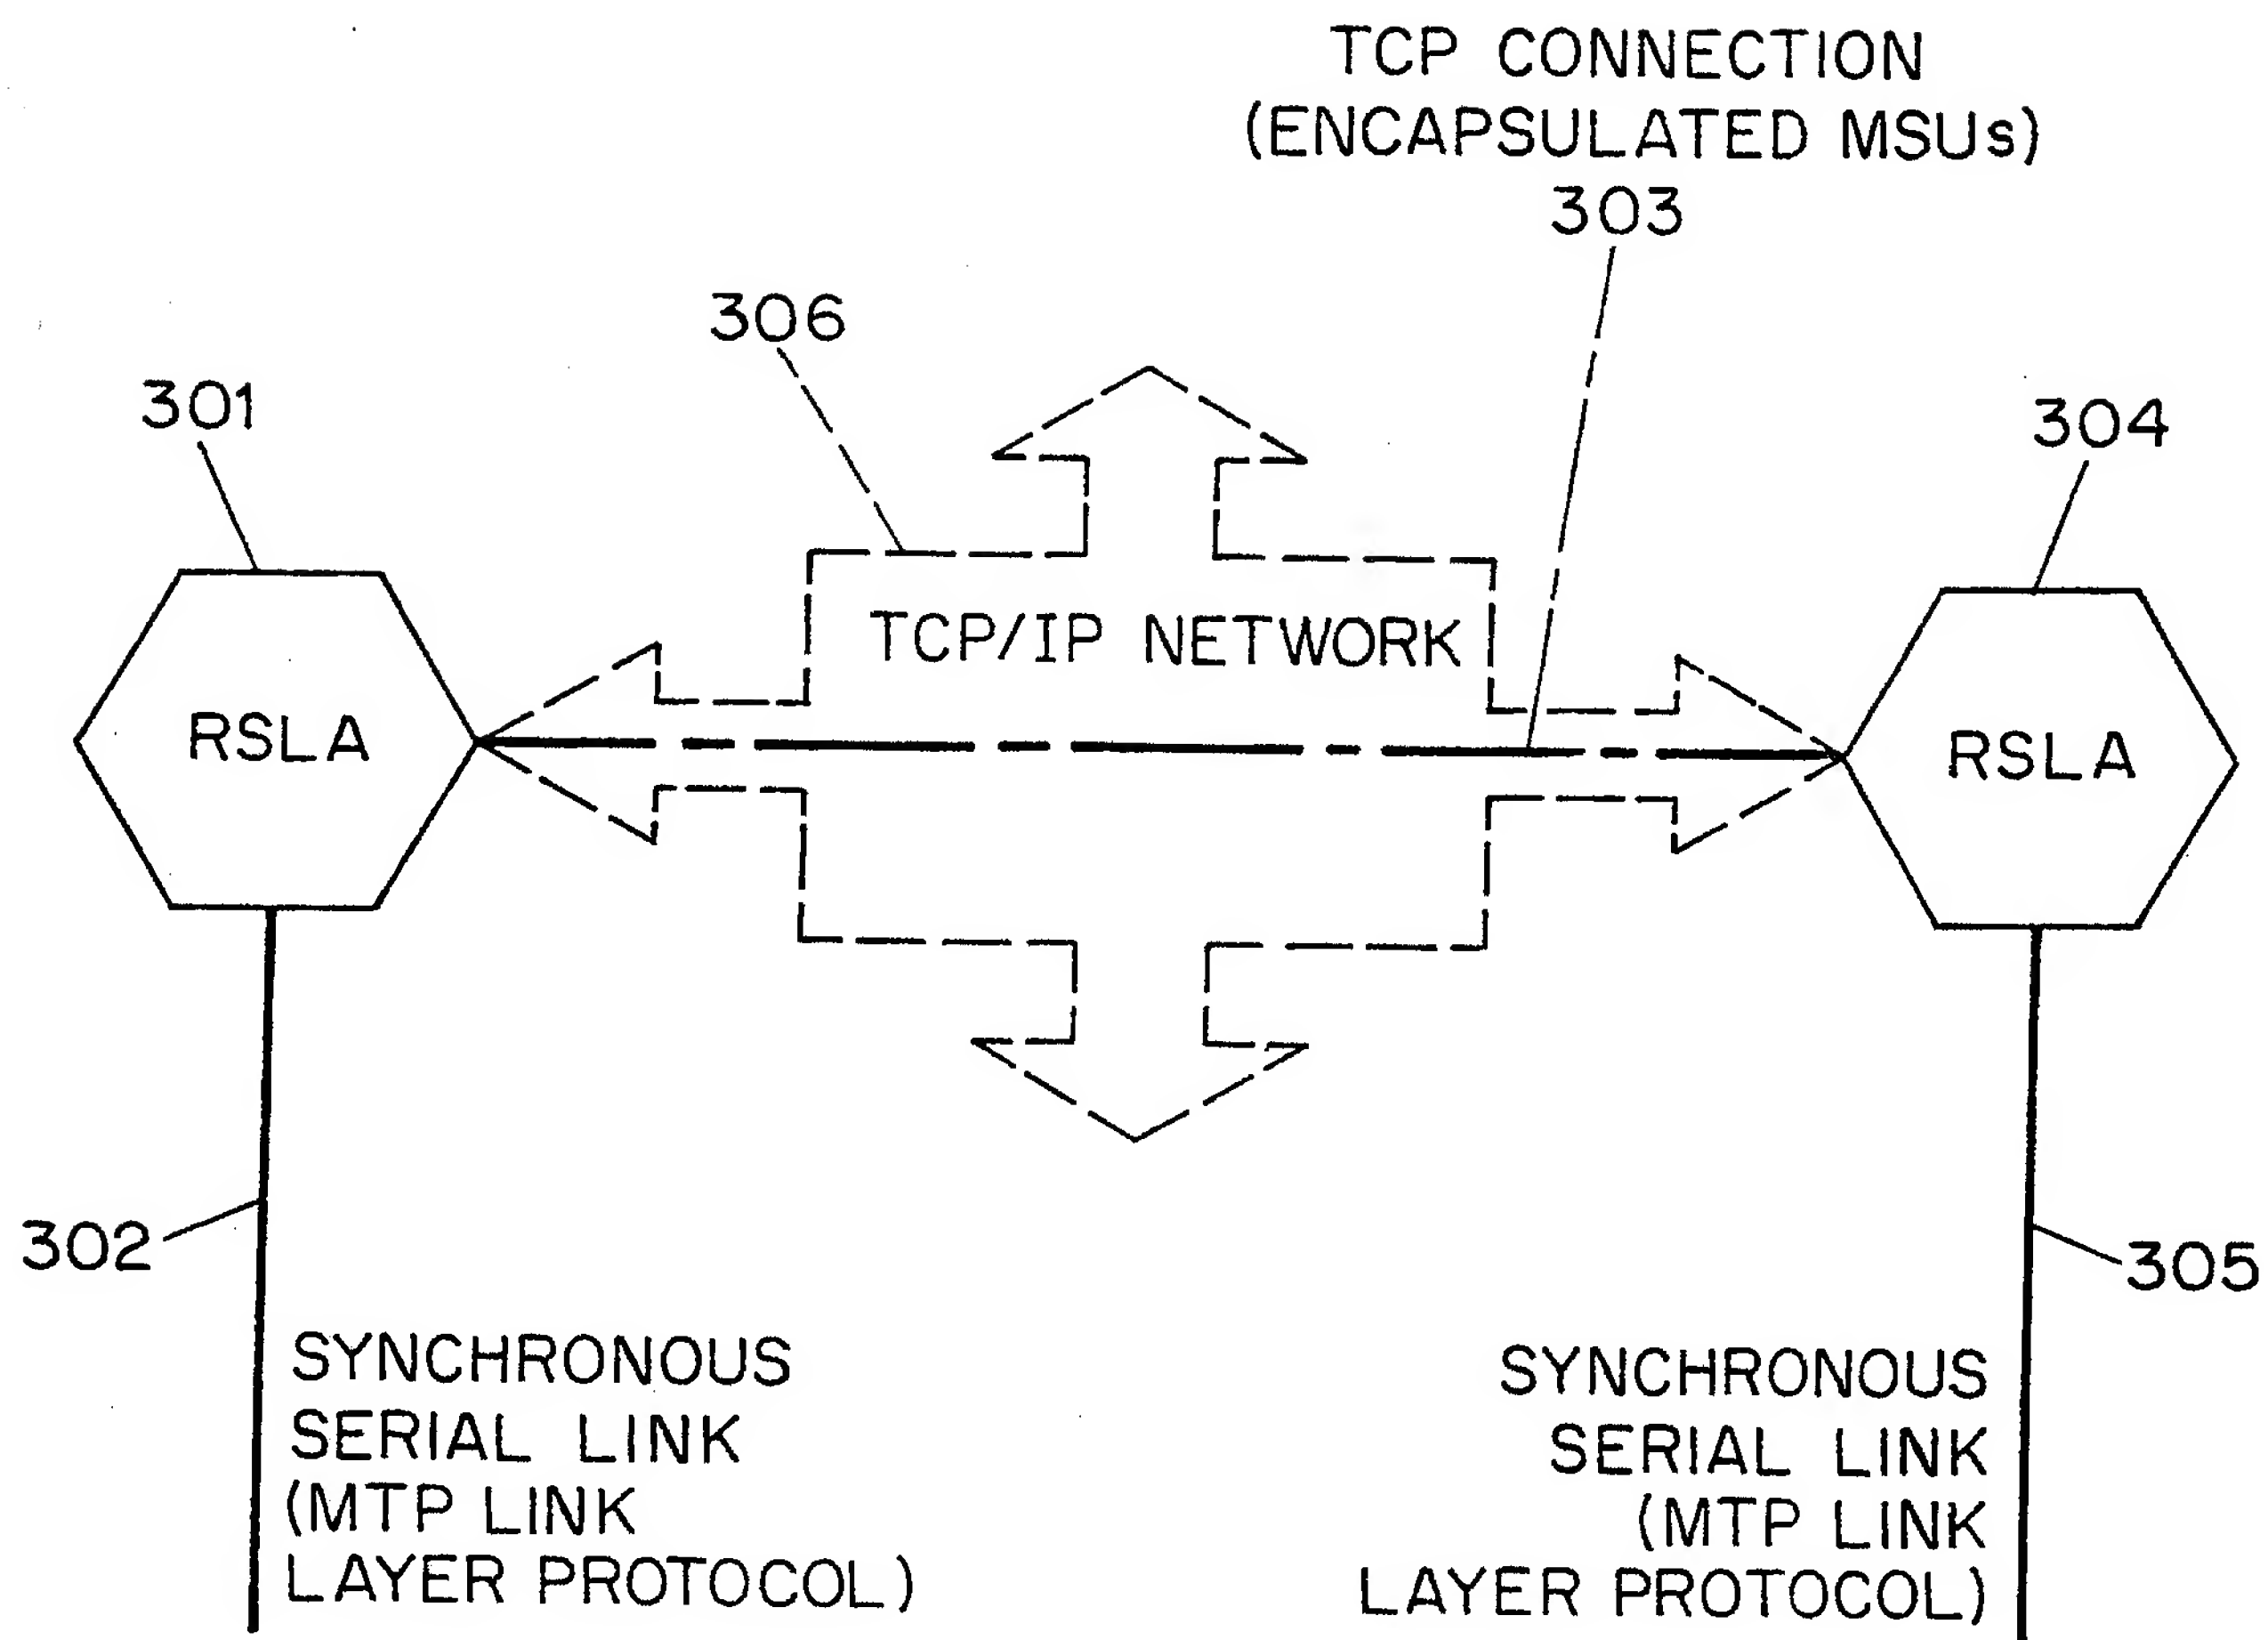 TCP CONNECTION
(ENCAPSULATED MSUs)
303
306
301
304
TCP/IP NETWORK
RSLA
RSLA
302
305
SYNCHRONOUS
SERIAL LINK
(MTP LINK
LAYER PROTOCOL)
SYNCHRONOUS
SERIAL LINK
(MTP LINK
LAYER PROTOCOL)